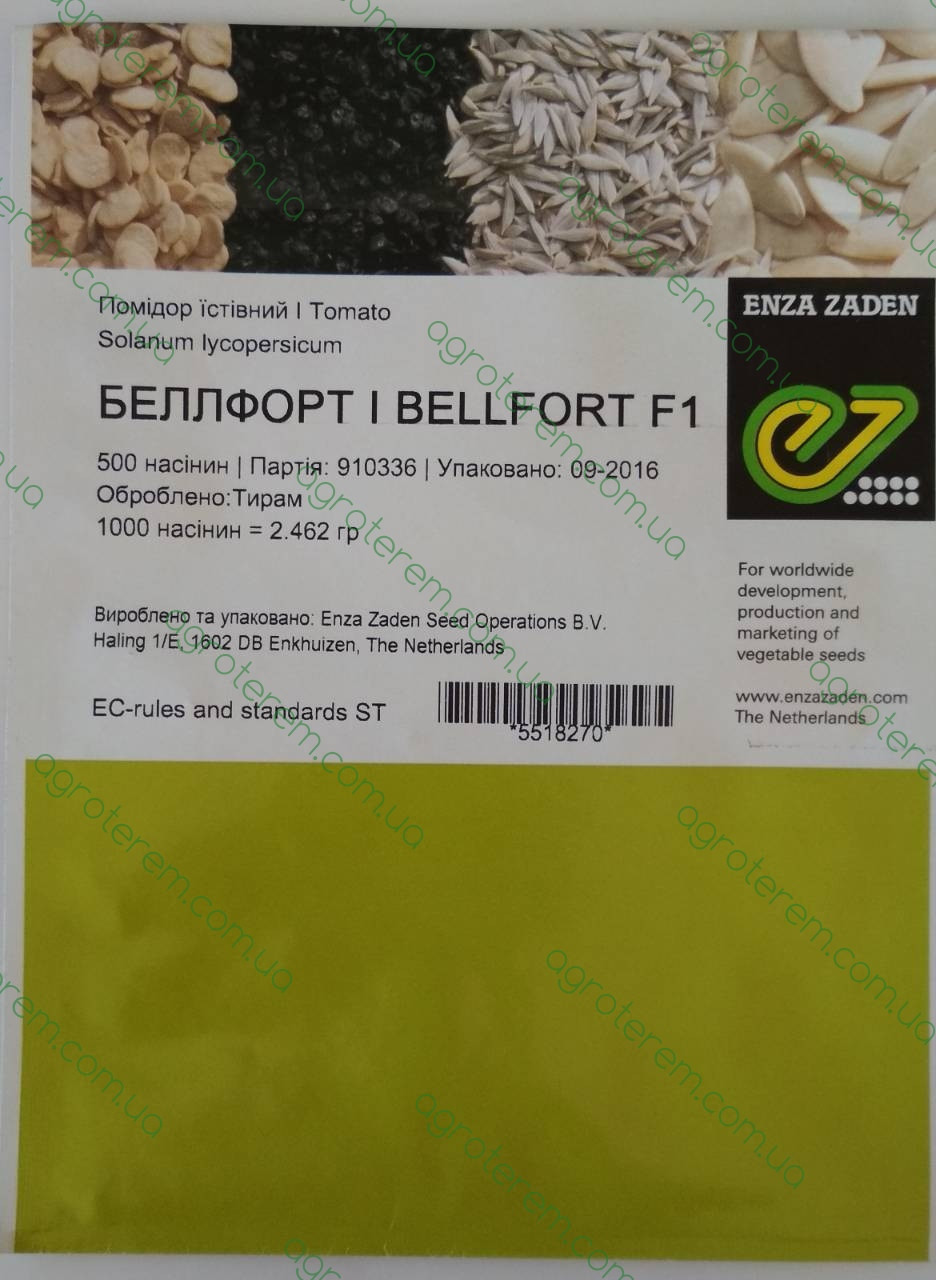 Помідор їстівний | Tomato
Solanum lycopersicum
БЕЛЛФОРТ | BELLFORT F1
500 насінин | Партія: 910336 | Упаковано: 09-2016
Оброблено:Тирам
1000 насінин = 2.462 гр
Вироблено та упаковано: Enza Zaden Seed Operations B.V.
Haling 1/E, 1602 DB Enkhuizen, The Netherlands
EC-rules and standards ST
*5518270*
ENZA ZADEN
For worldwide
development,
production and
marketing of
vegetable seeds
www.enzazaden.com
The Netherlands
agroterem.com.ua